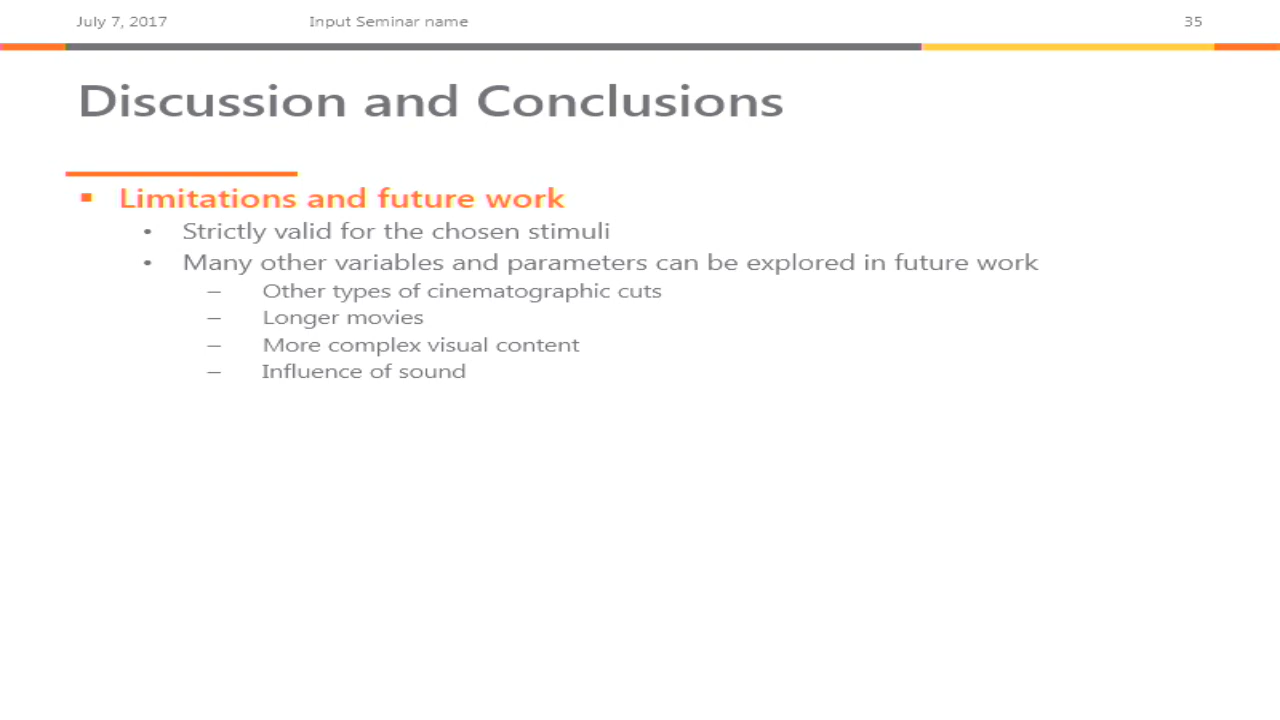 July 7, 2017 Input Seminar name 35
Discussion and Conclusions
▪ Limitations and future work
• Strictly valid for the chosen stimuli
• Many other variables and parameters can be explored in future work
– Other types of cinematographic cuts
– Longer movies
– More complex visual content
– Influence of sound